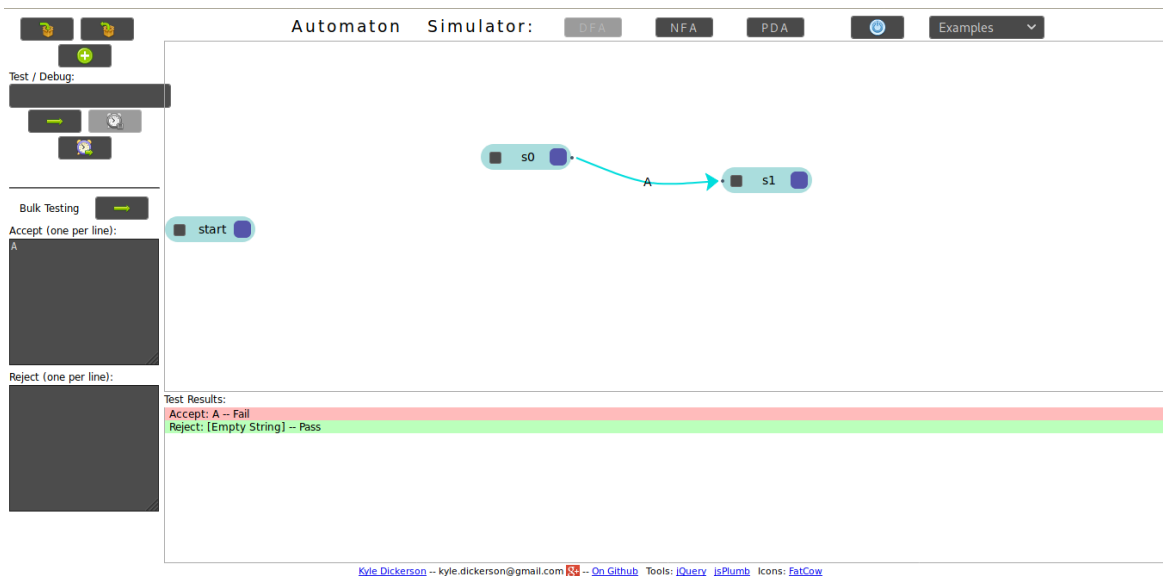 Automaton Simulator: DFA NFA PDA Examples
Test / Debug:
Bulk Testing
Accept (one per line):
A
Reject (one per line):
s0
A
s1
start
Test Results:
Accept: A -- Fail
Reject: [Empty String] -- Pass
Kyle Dickerson -- kyle.dickerson@gmail.com g+ -- On Github Tools: jQuery jsPlumb Icons: FatCow